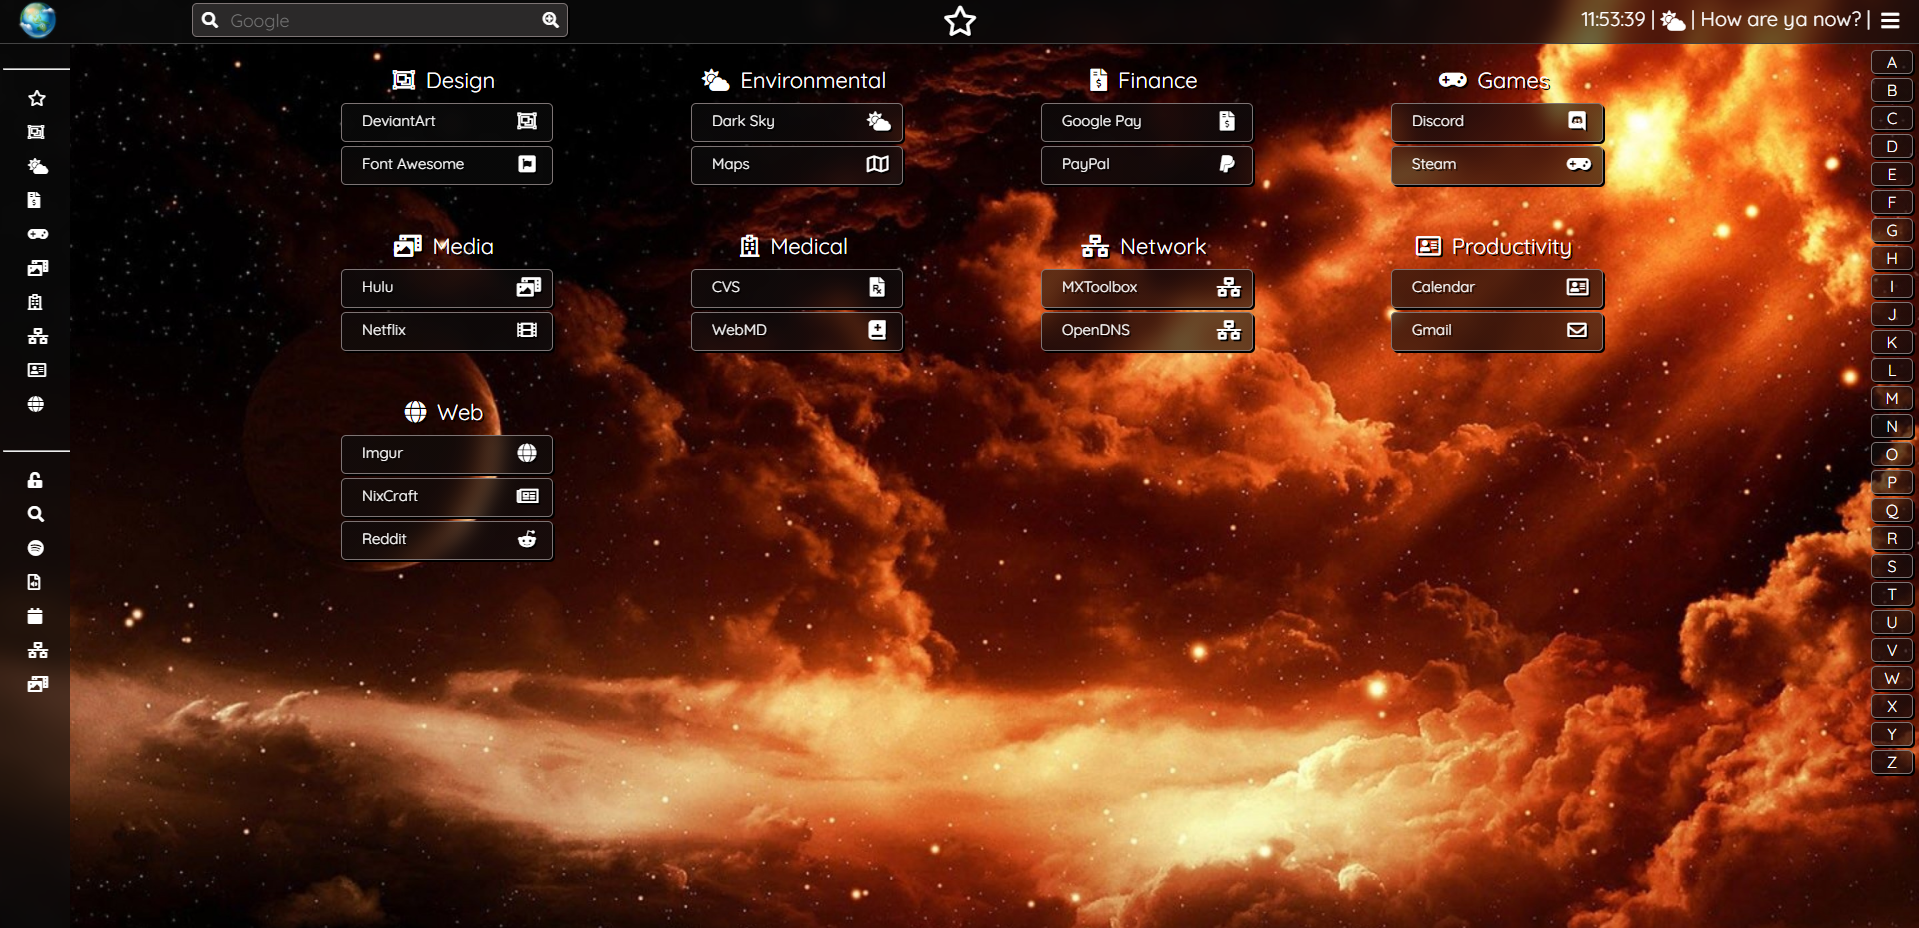 Google
11:53:39 | | How are ya now? |
Design
DeviantArt
Font Awesome
Environmental
Dark Sky
Maps
Finance
Google Pay
PayPal
Games
Discord
Steam
Media
Hulu
Netflix
Medical
CVS
WebMD
Network
MXToolbox
OpenDNS
Productivity
Calendar
Gmail
Web
Imgur
NixCraft
Reddit
A
B
C
D
E
F
G
H
I
J
K
L
M
N
O
P
Q
R
S
T
U
V
W
X
Y
Z